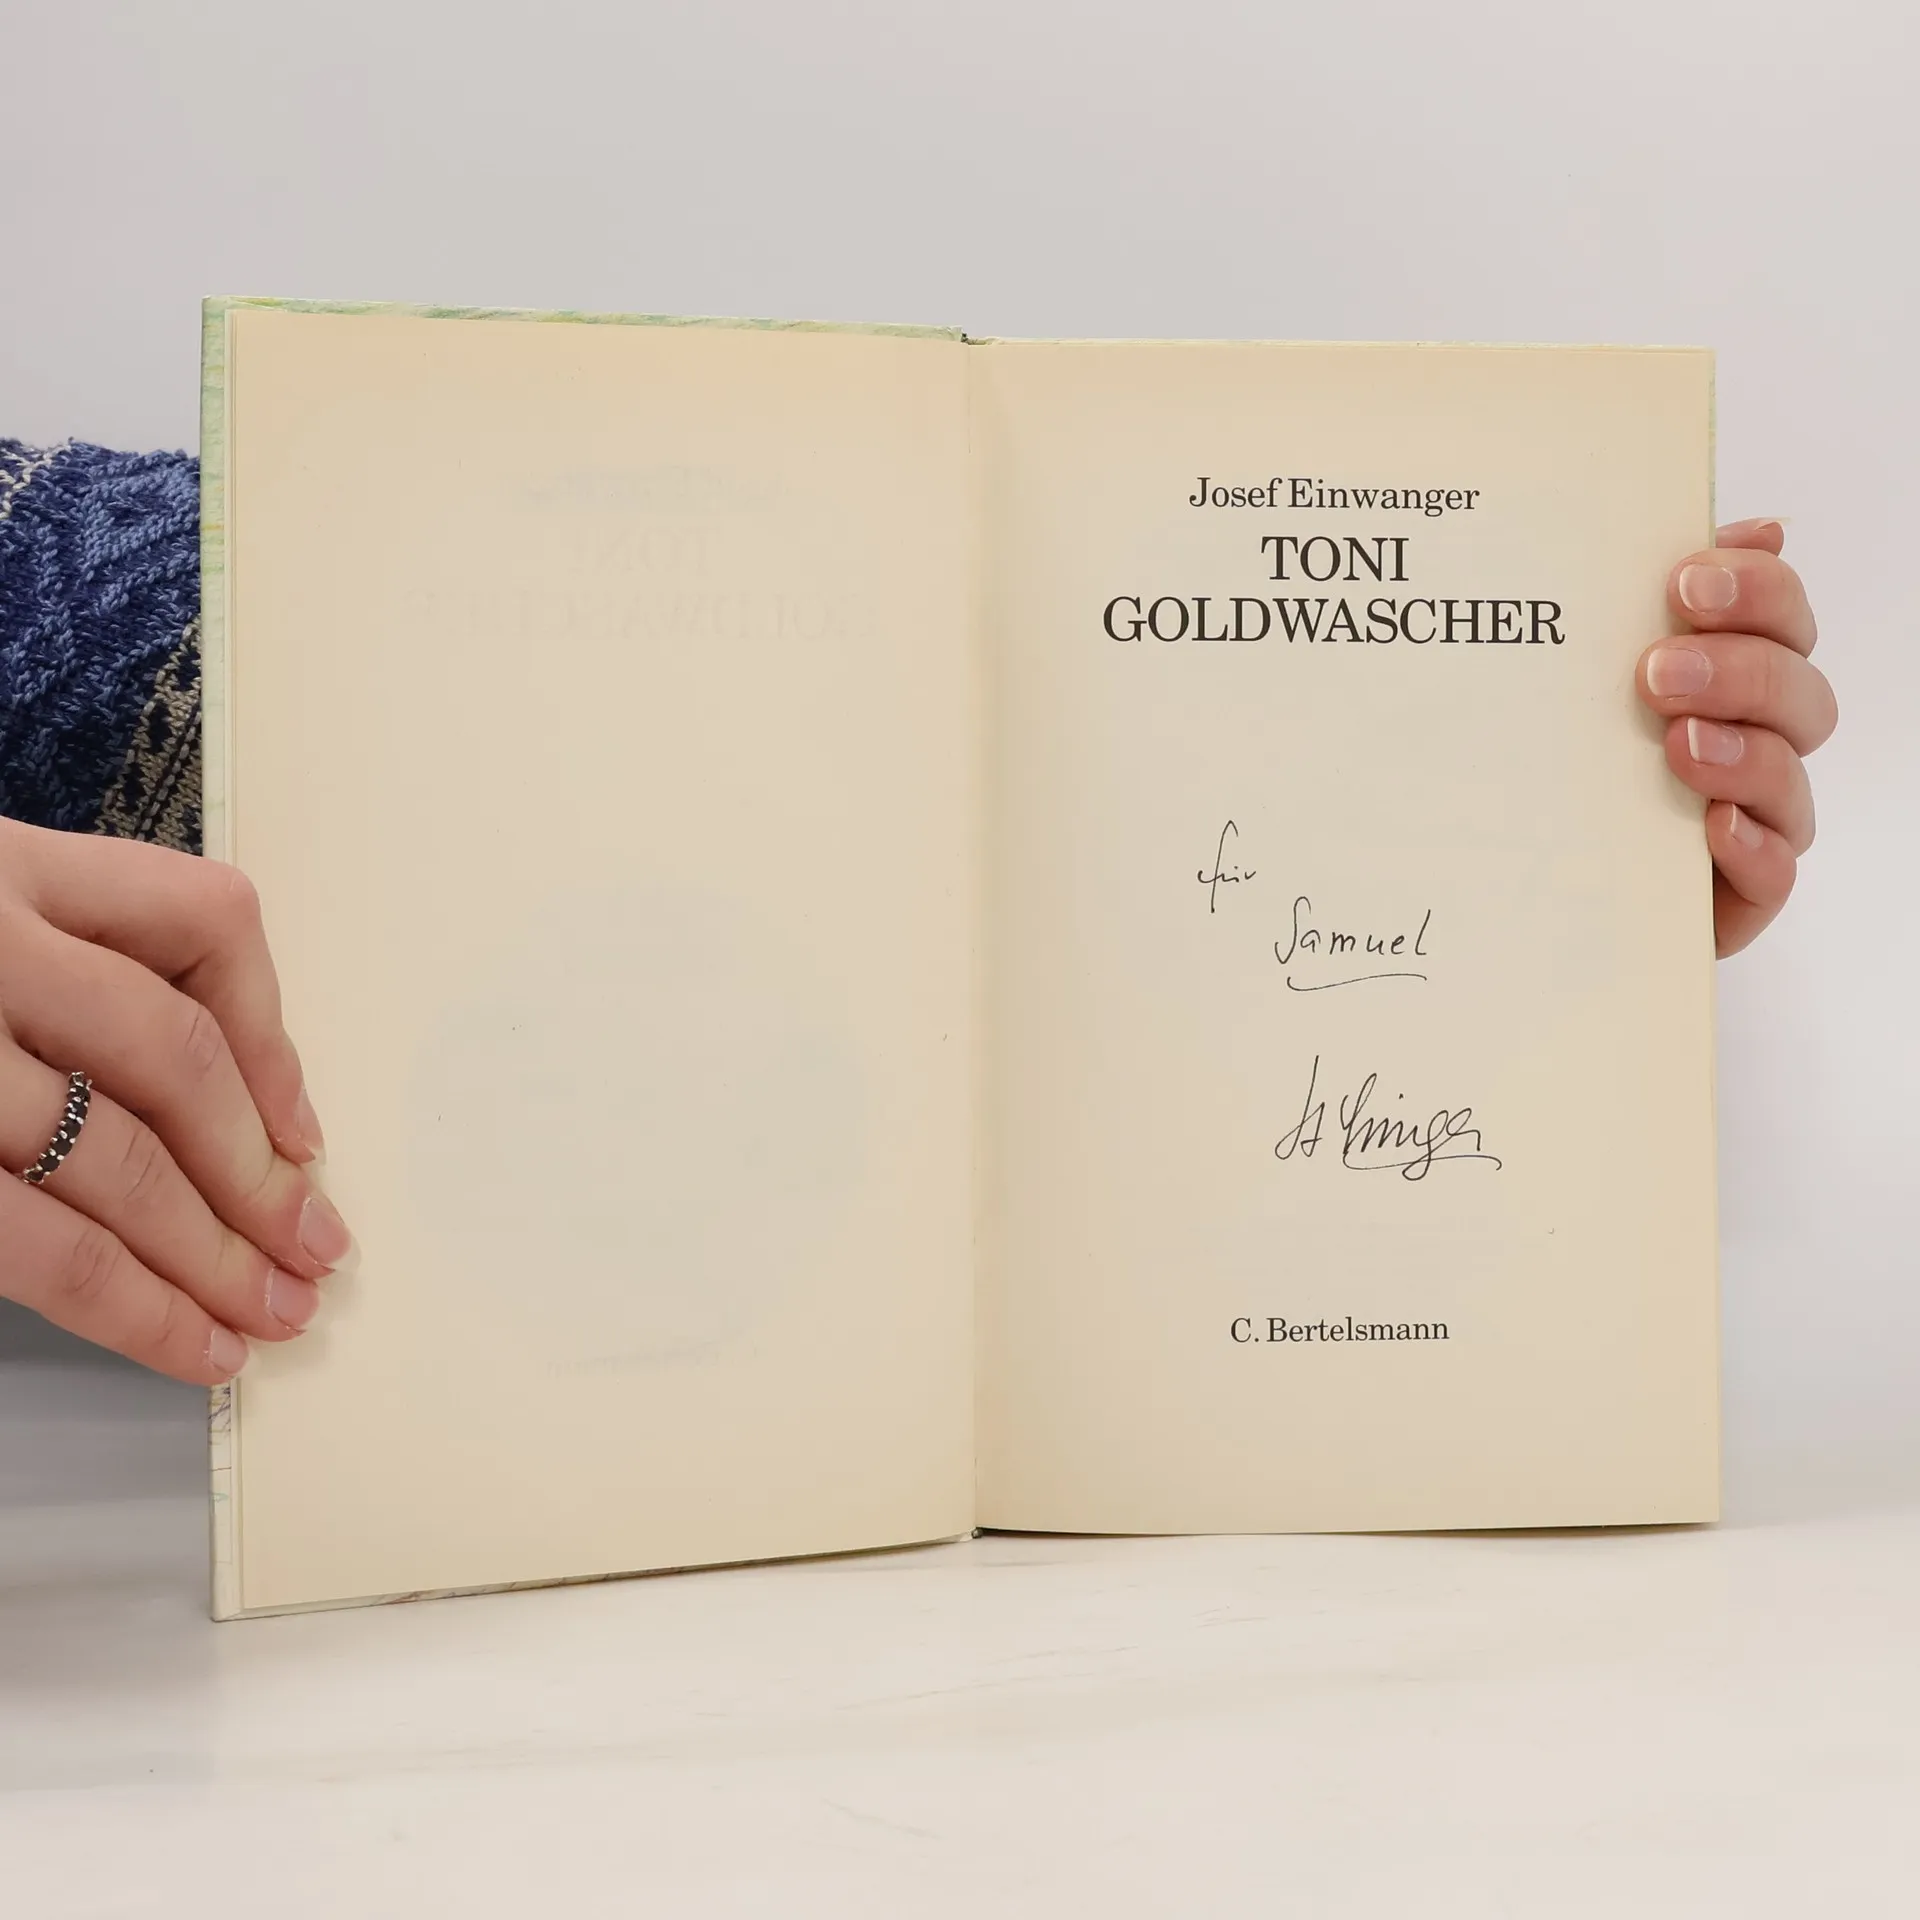 Josef Einwanger
TONI
GOLDWASCHER
für
Samuel
C. Bertelsmann